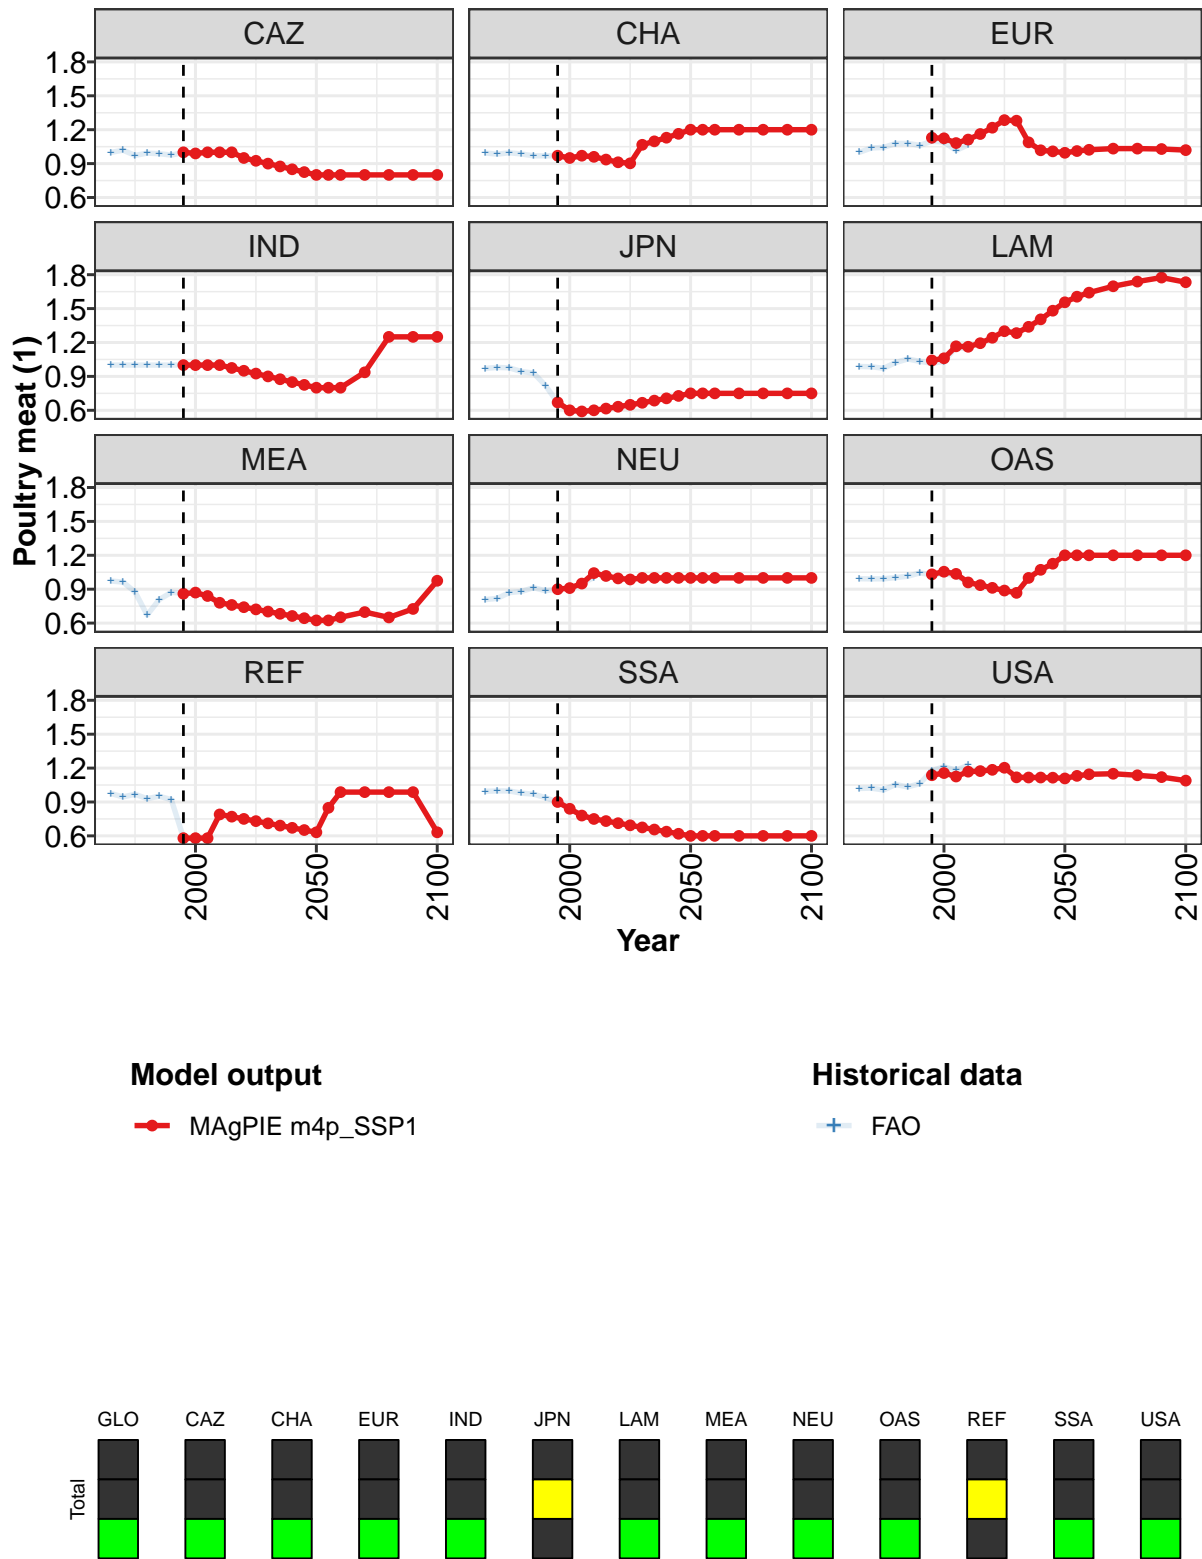 CAZ CHA EUR
1.8
1.5
1.2
0.9
0.6
IND JPN LAM
1.8
1.5
1.2
0.9
0.6
Poultry meat (1)
MEA NEU OAS
1.8
1.5
1.2
0.9
0.6
REF SSA USA
1.8
1.5
1.2
0.9
0.6
2000 2050 2100 2000 2050 2100 2000 2050 2100
Year
Model output Historical data
MAgPIE m4p_SSP1 FAO
GLO CAZ CHA EUR IND JPN LAM MEA NEU OAS REF SSA USA
Total